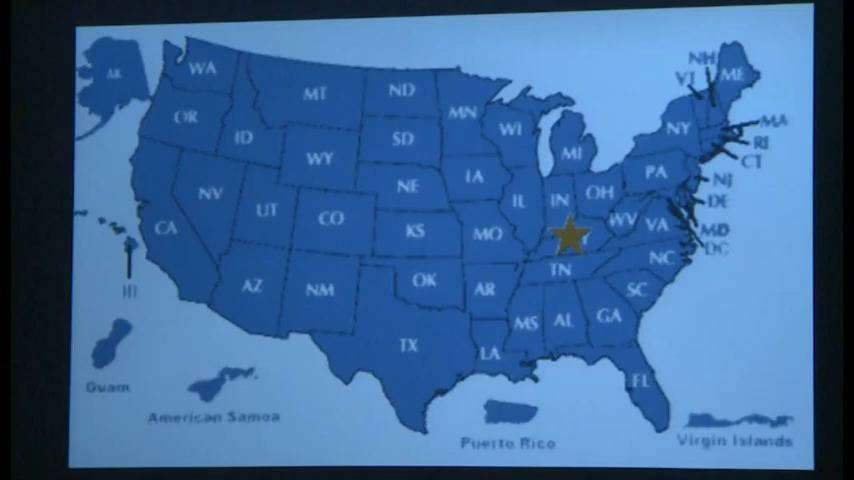 AK
WA
OR
CA
NV
ID
MT
WY
UT
CO
AZ
NM
ND
SD
NE
KS
OK
TX
MN
IA
MO
AR
LA
WI
IL
MI
IN
OH
TN
MS
AL
GA
FL
SC
NC
VA
WV
PA
NY
VT
NH
ME
MA
RI
CT
NJ
DE
MD
DC
HI
Guam
American Samoa
Puerto Rico
Virgin Islands